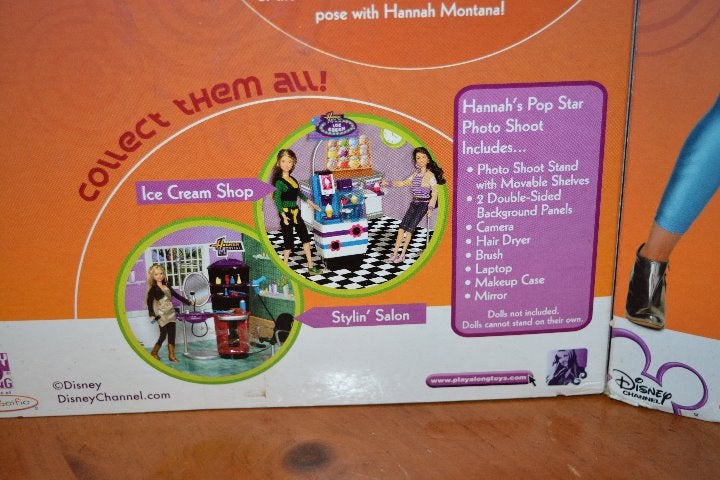 pose with Hannah Montana!
collect them all!
Ice Cream Shop
Stylin' Salon
Hannah's Pop Star
Photo Shoot
Includes...
• Photo Shoot Stand
with Movable Shelves
• 2 Double-Sided
Background Panels
• Camera
• Hair Dryer
• Brush
• Laptop
• Makeup Case
• Mirror
Dolls not included.
Dolls cannot stand on their own.
www.playalongtoys.com
©Disney
DisneyChannel.com
Disney
CHANNEL